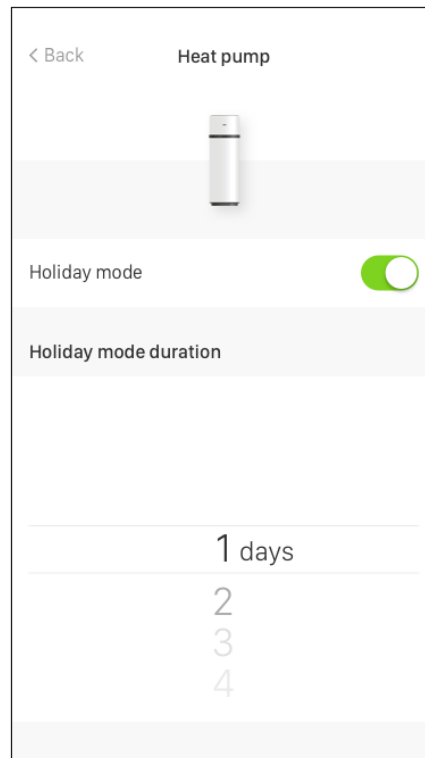 < Back Heat pump
Holiday mode
Holiday mode duration
1 days
2
3
4